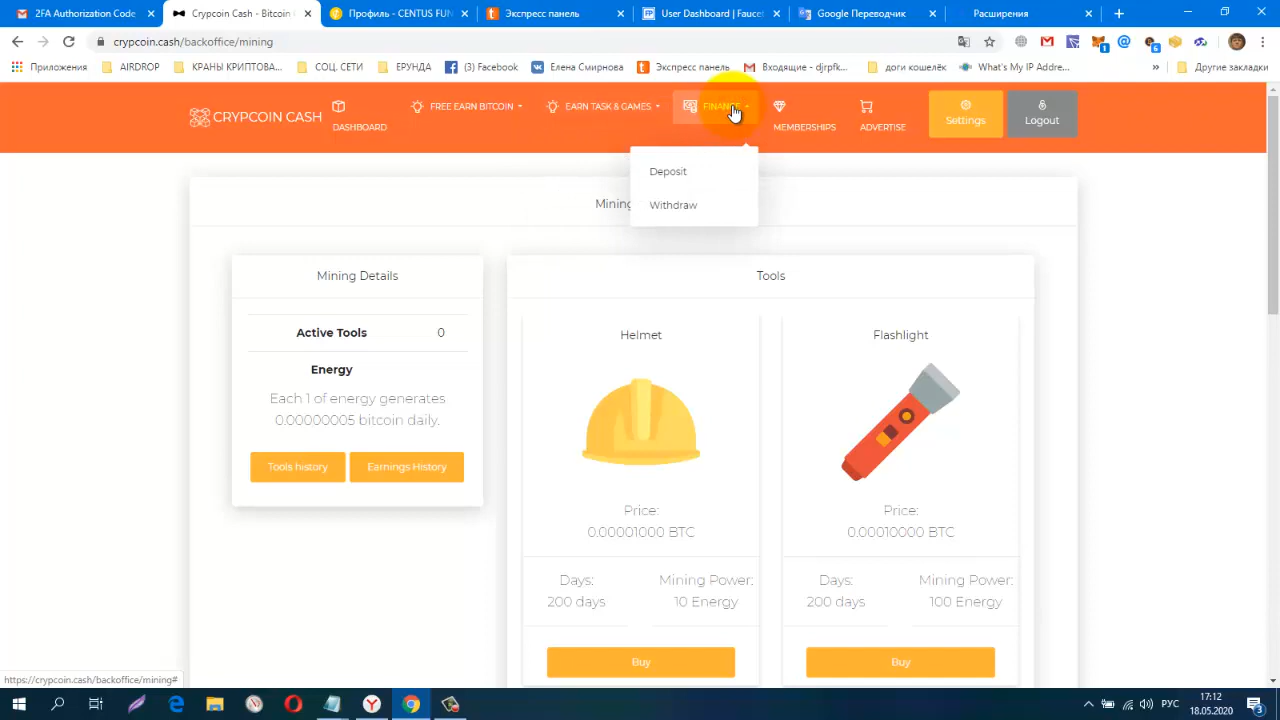 2FA Authorization Code
Crypcoin Cash - Bitcoin
Профиль - CENTUS FUN
Экспресс панель
User Dashboard | Faucet
Google Переводчик
Расширения
crypcoin.cash/backoffice/mining
1
6
Приложения
AIRDROP
КРАНЫ КРИПТОВА...
СОЦ. СЕТИ
ЕРУНДА
(3) Facebook
Елена Смирнова
Экспресс панель
Входящие - djrpfk...
доги кошелёк
What's My IP Addre...
»
Другие закладки
CRYPCOIN CASH
DASHBOARD
FREE EARN BITCOIN
EARN TASK & GAMES
FINANCE
MEMBERSHIPS
ADVERTISE
Settings
Logout
Deposit
Withdraw
Mining
Mining Details
Active Tools 0
Energy
Each 1 of energy generates
0.00000005 bitcoin daily.
Tools history
Earnings History
Tools
Helmet
Price:
0.00001000 BTC
Days:
200 days
Mining Power:
10 Energy
Buy
Flashlight
Price:
0.00010000 BTC
Days:
200 days
Mining Power:
100 Energy
Buy
https://crypcoin.cash/backoffice/mining#
РУС
17:12
18.05.2020
3